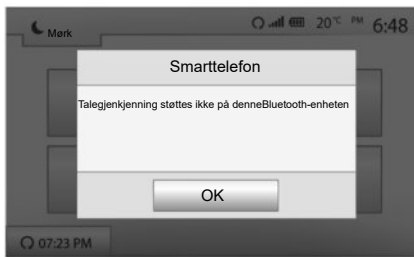 Mørk
20°C PM 6:48
Smarttelefon
Talegjenkjenning støttes ikke på denneBluetooth-enheten
OK
07:23 PM